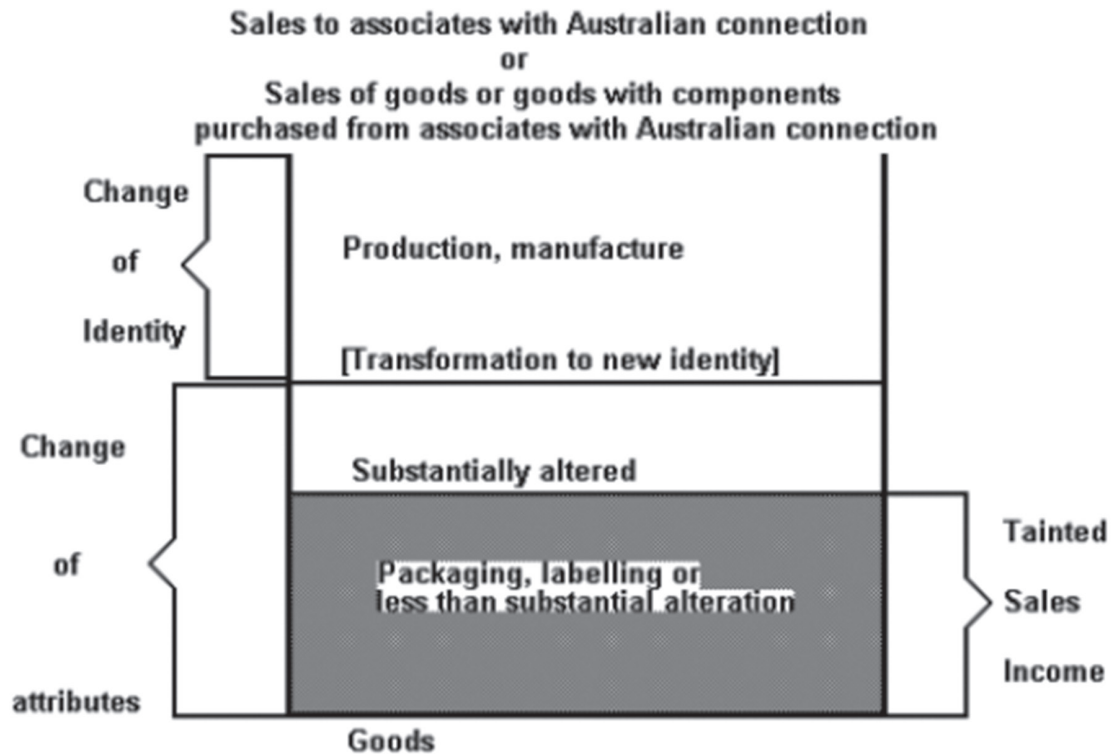 Sales to associates with Australian connection
or
Sales of goods or goods with components
purchased from associates with Australian connection
Change
of
Identity
Production, manufacture
[Transformation to new identity]
Change
of
attributes
Substantially altered
Packaging, labelling or
less than substantial alteration
Tainted
Sales
Income
Goods